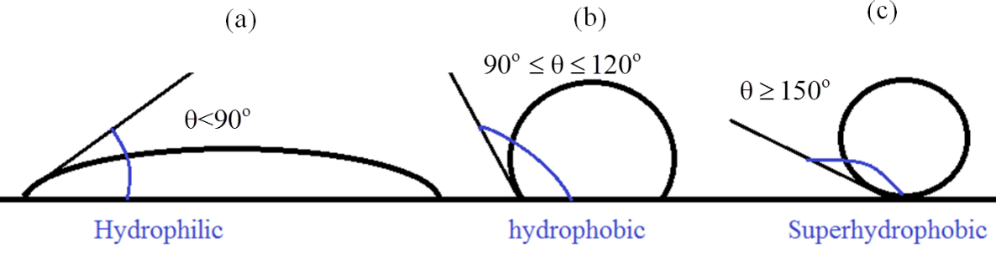 (a)
(b)
(c)
θ<90°
90° ≤ θ ≤ 120°
θ ≥ 150°
Hydrophilic
hydrophobic
Superhydrophobic